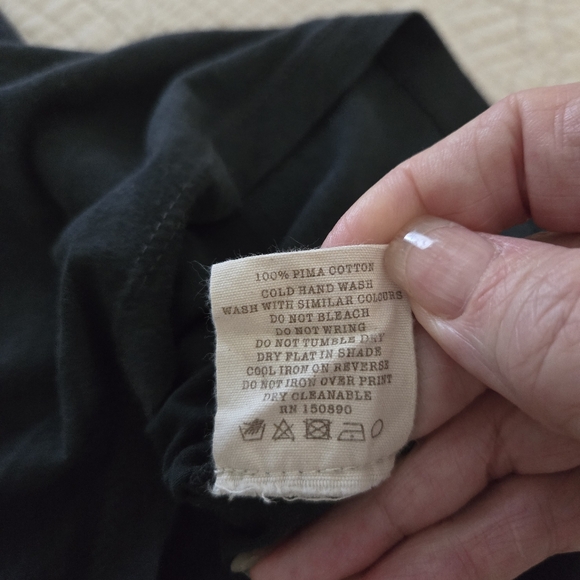 100% PIMA COTTON
COLD HAND WASH
WASH WITH SIMILAR COLOURS
DO NOT BLEACH
DO NOT WRING
DO NOT TUMBLE DRY
DRY FLAT IN SHADE
COOL IRON ON REVERSE
DO NOT IRON OVER PRINT
DRY CLEANABLE
RN 150890